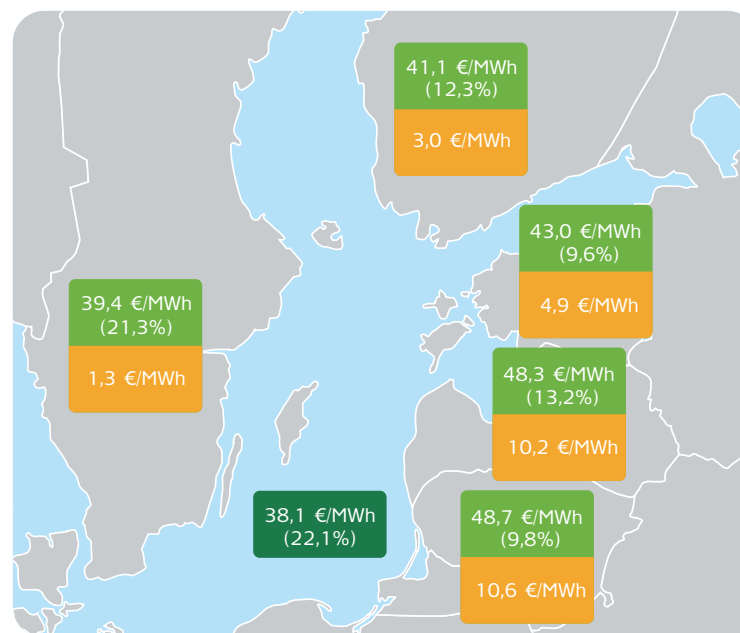 41,1 €/MWh
(12,3%)
3,0 €/MWh
43,0 €/MWh
(9,6%)
4,9 €/MWh
39,4 €/MWh
(21,3%)
1,3 €/MWh
48,3 €/MWh
(13,2%)
10,2 €/MWh
38,1 €/MWh
(22,1%)
48,7 €/MWh
(9,8%)
10,6 €/MWh